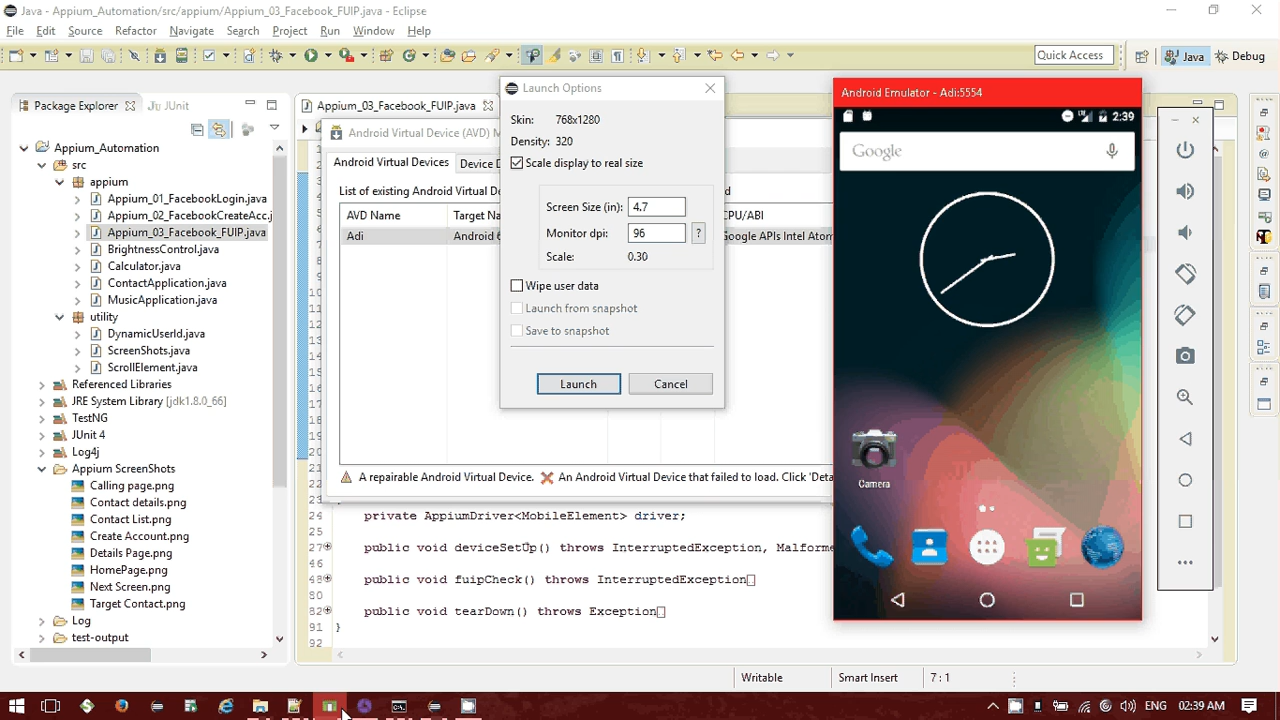 Java - Appium_Automation/src/appium/Appium_03_Facebook_FUIP.java - Eclipse
File Edit Source Refactor Navigate Search Project Run Window Help
Quick Access
Java
Debug
Package Explorer
JUnit
Appium_Automation
src
appium
Appium_01_FacebookLogin.java
Appium_02_FacebookCreateAcc.j
Appium_03_Facebook_FUIP.java
BrightnessControl.java
Calculator.java
ContactApplication.java
MusicApplication.java
utility
DynamicUserId.java
ScreenShots.java
ScrollElement.java
Referenced Libraries
JRE System Library [jdk1.8.0_66]
TestNG
JUnit 4
Log4j
Appium ScreenShots
Calling page.png
Contact details.png
Contact List.png
Create Account.png
Details Page.png
HomePage.png
Next Screen.png
Target Contact.png
Log
test-output
Appium_03_Facebook_FUIP.java
Android Virtual Device (AVD) M
Android Virtual Devices
Device D
List of existing Android Virtual De
AVD Name
Target Na
CPU/ABI
Adi
Android 6
Google APIs Intel Atom
A repairable Android Virtual Device.
An Android Virtual Device that failed to load. Click 'Deta
Launch Options
Skin: 768x1280
Density: 320
Scale display to real size
Screen Size (in): 4.7
Monitor dpi: 96 ?
Scale: 0.30
Wipe user data
Launch from snapshot
Save to snapshot
Launch
Cancel
24 private AppiumDriver<MobileElement> driver;
25
27 public void deviceSetUp() throws InterruptedException, Malforme
48 public void fuipCheck() throws InterruptedException
82 public void tearDown() throws Exception
91 }
92
Android Emulator - Adi:5554
2:39
Google
Camera
Writable
Smart Insert
7 : 1
ENG
02:39 AM